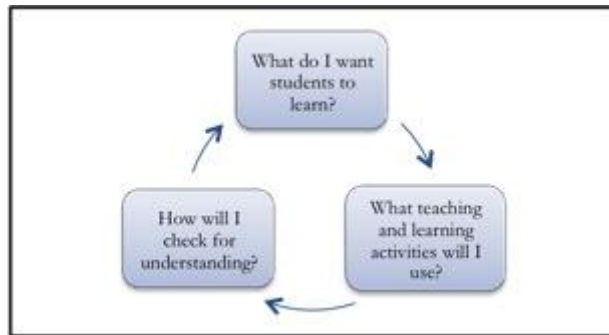 What do I want
students to
learn?
What teaching
and learning
activities will I
use?
How will I
check for
understanding?